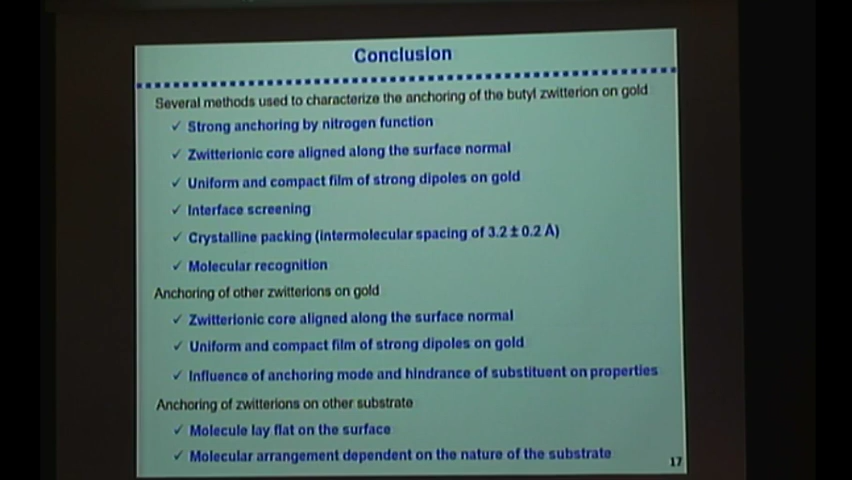 Conclusion
Several methods used to characterize the anchoring of the butyl zwitterion on gold
✓ Strong anchoring by nitrogen function
✓ Zwitterionic core aligned along the surface normal
✓ Uniform and compact film of strong dipoles on gold
✓ Interface screening
✓ Crystalline packing (intermolecular spacing of 3.2 ± 0.2 Å)
✓ Molecular recognition
Anchoring of other zwitterions on gold
✓ Zwitterionic core aligned along the surface normal
✓ Uniform and compact film of strong dipoles on gold
✓ Influence of anchoring mode and hindrance of substituent on properties
Anchoring of zwitterions on other substrate
✓ Molecule lay flat on the surface
✓ Molecular arrangement dependent on the nature of the substrate
17